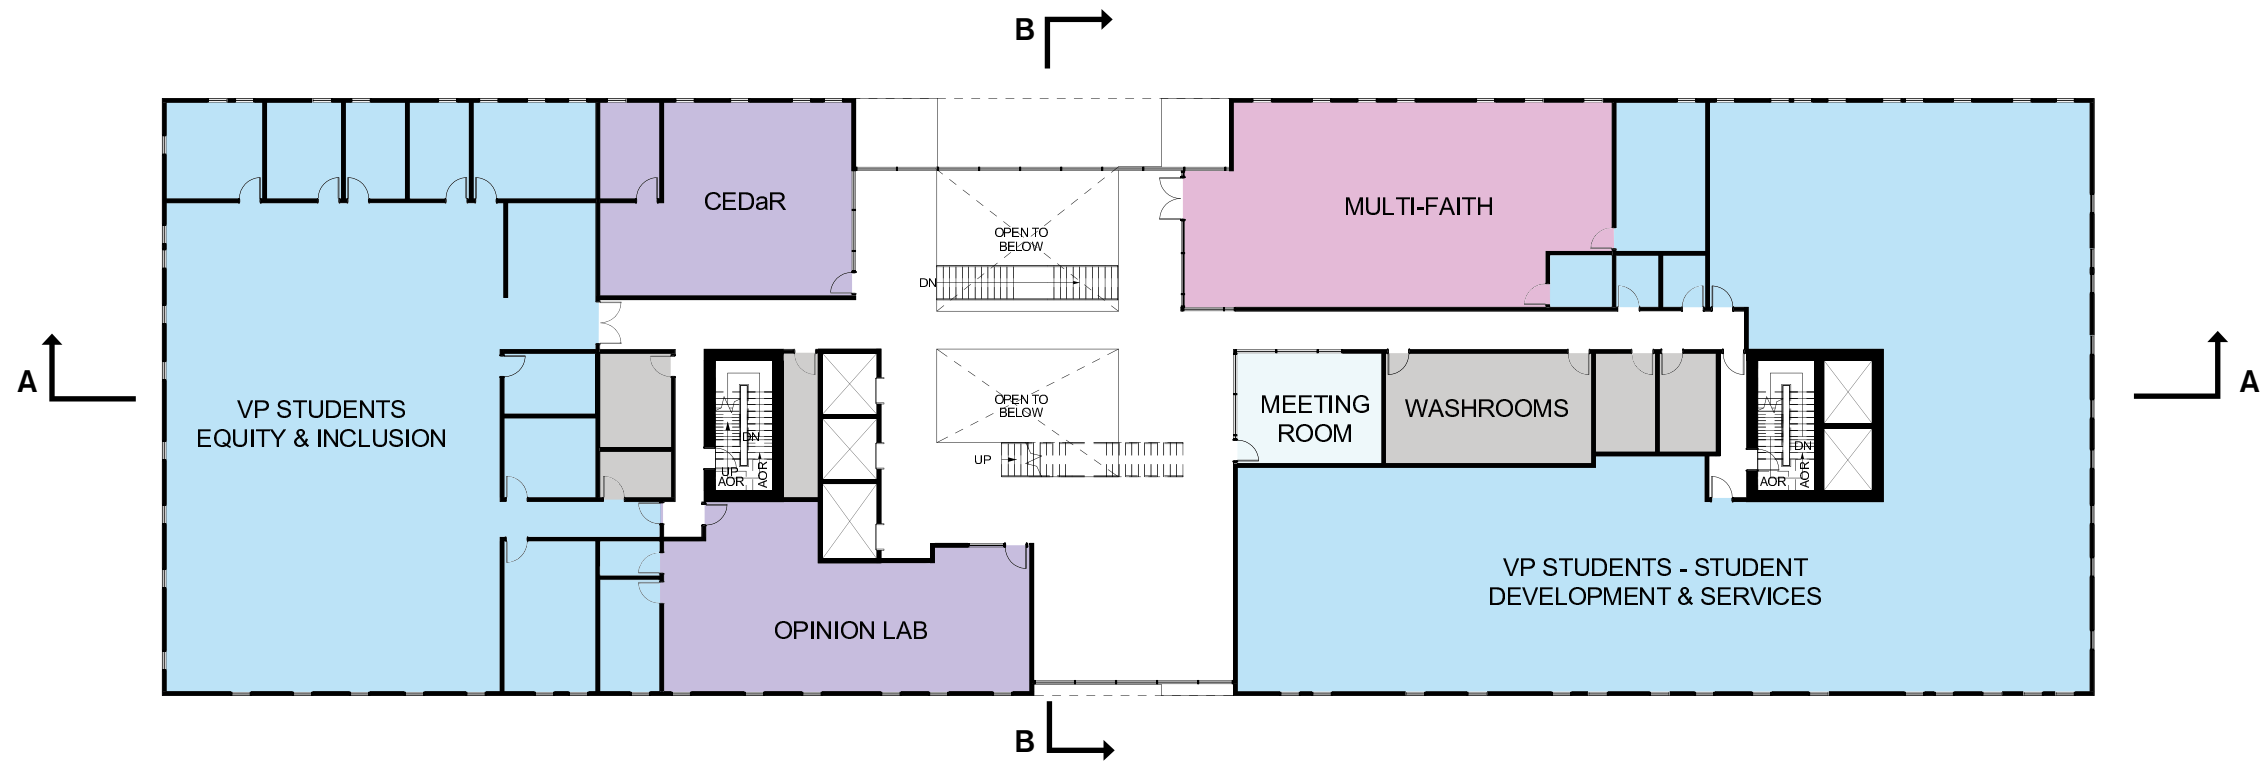 B
CEDaR
MULTI-FAITH
OPEN TO
BELOW
DN
A
VP STUDENTS
EQUITY & INCLUSION
DN
UP
AOR
AOR
OPEN TO
BELOW
UP
MEETING
ROOM
WASHROOMS
DN
AOR
AOR
A
OPINION LAB
VP STUDENTS - STUDENT
DEVELOPMENT & SERVICES
B